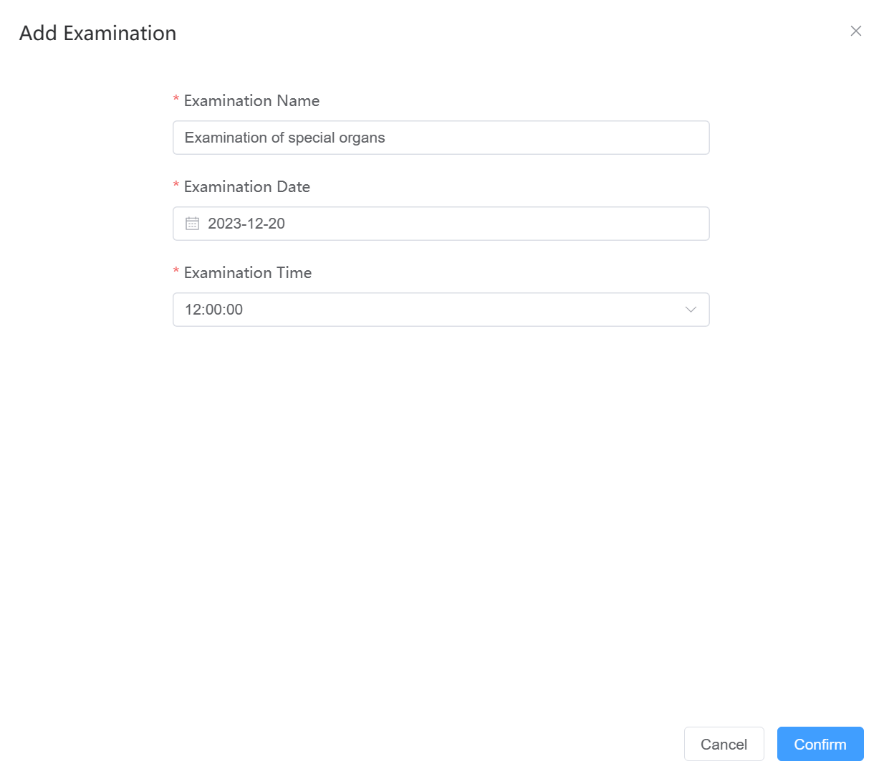 Add Examination
* Examination Name
Examination of special organs
* Examination Date
2023-12-20
* Examination Time
12:00:00
Cancel Confirm